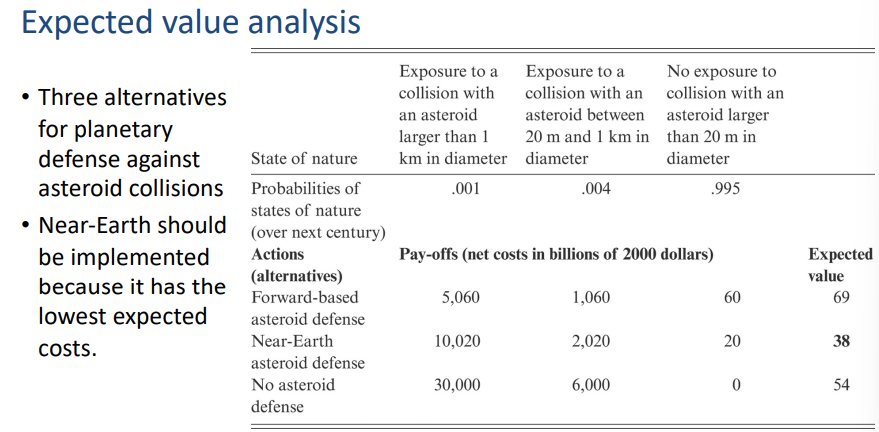 Expected value analysis
• Three alternatives
for planetary
defense against
asteroid collisions
• Near-Earth should
be implemented
because it has the
lowest expected
costs.
State of nature
Exposure to a
collision with
an asteroid
larger than 1
km in diameter
Exposure to a
collision with an
asteroid between
20 m and 1 km in
diameter
No exposure to
collision with an
asteroid larger
than 20 m in
diameter
Probabilities of
states of nature
(over next century)
.001
.004
.995
Actions
(alternatives)
Pay-offs (net costs in billions of 2000 dollars)
Expected
value
Forward-based
asteroid defense
5,060
1,060
60
69
Near-Earth
asteroid defense
10,020
2,020
20
38
No asteroid
defense
30,000
6,000
0
54